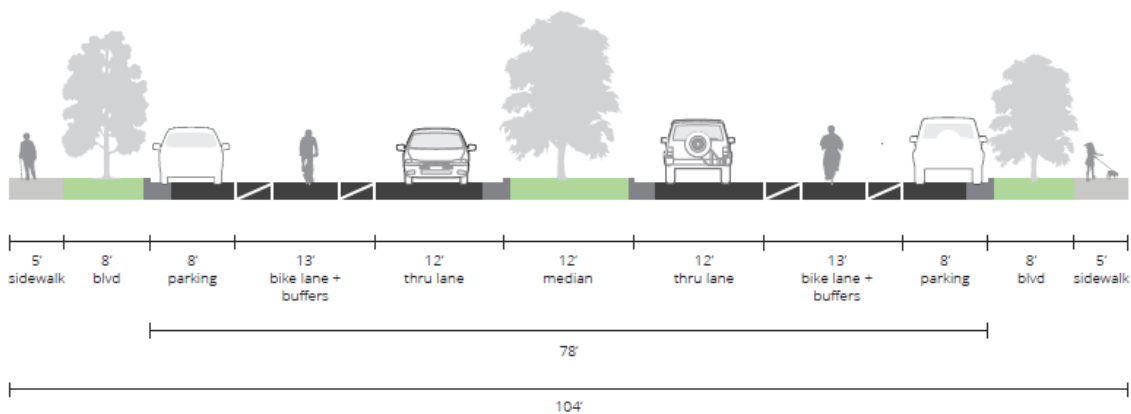 5' 8' 8' 13' 12' 12' 12' 13' 8' 8' 5'
sidewalk blvd parking bike lane + thru lane median thru lane bike lane + parking blvd sidewalk
buffers buffers
78'
104'